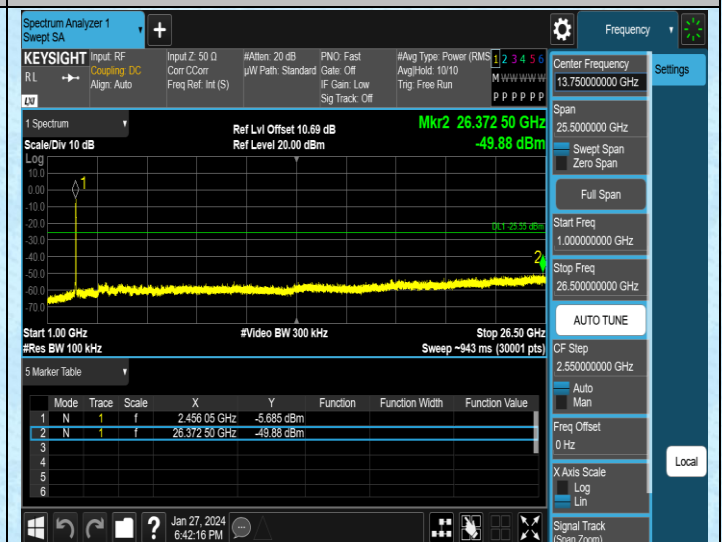 Spectrum Analyzer 1
Swept SA
Frequency
KEYSIGHT
R L
LXI
Input: RF
Coupling: DC
Align: Auto
Input Z: 50 Ω
Corr CCorr
Freq Ref: Int (S)
#Atten: 20 dB
µW Path: Standard
PNO: Fast
Gate: Off
IF Gain: Low
Sig Track: Off
#Avg Type: Power (RMS
Avg|Hold: 10/10
Trig: Free Run
1 2 3 4 5 6
M W W W W W
P P P P P P
Center Frequency
13.750000000 GHz
Settings
1 Spectrum
Scale/Div 10 dB
Ref Lvl Offset 10.69 dB
Ref Level 20.00 dBm
Mkr2 26.372 50 GHz
-49.88 dBm
Span
25.5000000 GHz
Swept Span
Zero Span
Full Span
Start Freq
1.000000000 GHz
Stop Freq
26.500000000 GHz
AUTO TUNE
CF Step
2.550000000 GHz
Auto
Man
Freq Offset
0 Hz
X Axis Scale
Log
Lin
Signal Track
(Span Zoom)
Local
Log
10.0
0.00
-10.0
-20.0
-30.0
-40.0
-50.0
-60.0
-70.0
1
DL1 -25.55 dBm
2
Start 1.00 GHz
#Video BW 300 kHz
Stop 26.50 GHz
#Res BW 100 kHz
Sweep ~943 ms (30001 pts)
5 Marker Table
Mode Trace Scale X Y Function Function Width Function Value
1 N 1 f 2.456 05 GHz -5.685 dBm
2 N 1 f 26.372 50 GHz -49.88 dBm
3
4
5
6
?
Jan 27, 2024
6:42:16 PM